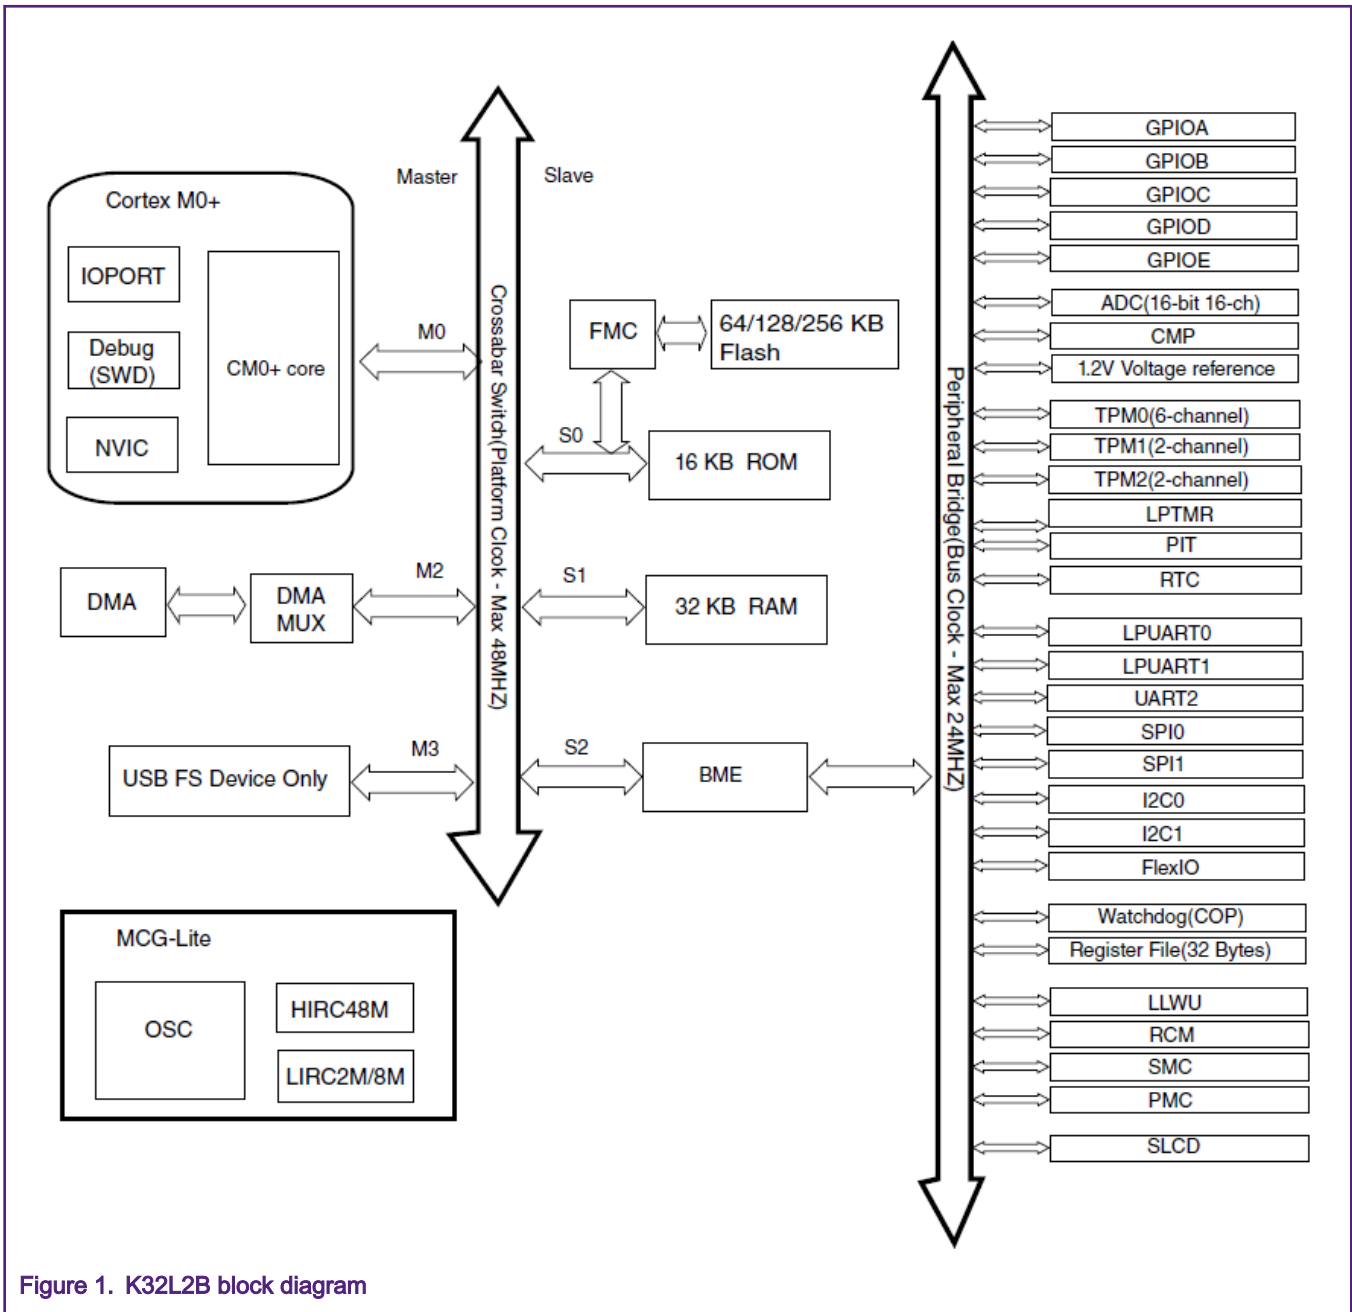 Master
Slave
Cortex M0+
IOPORT
Debug
(SWD)
NVIC
CM0+ core
M0
Crossabar Switch(Platform Clook - Max 48MHZ)
FMC
64/128/256 KB
Flash
S0
16 KB ROM
DMA
DMA
MUX
M2
S1
32 KB RAM
USB FS Device Only
M3
S2
BME
MCG-Lite
OSC
HIRC48M
LIRC2M/8M
Peripheral Bridge(Bus Clock - Max 24MHZ)
GPIOA
GPIOB
GPIOC
GPIOD
GPIOE
ADC(16-bit 16-ch)
CMP
1.2V Voltage reference
TPM0(6-channel)
TPM1(2-channel)
TPM2(2-channel)
LPTMR
PIT
RTC
LPUART0
LPUART1
UART2
SPI0
SPI1
I2C0
I2C1
FlexIO
Watchdog(COP)
Register File(32 Bytes)
LLWU
RCM
SMC
PMC
SLCD
Figure 1. K32L2B block diagram